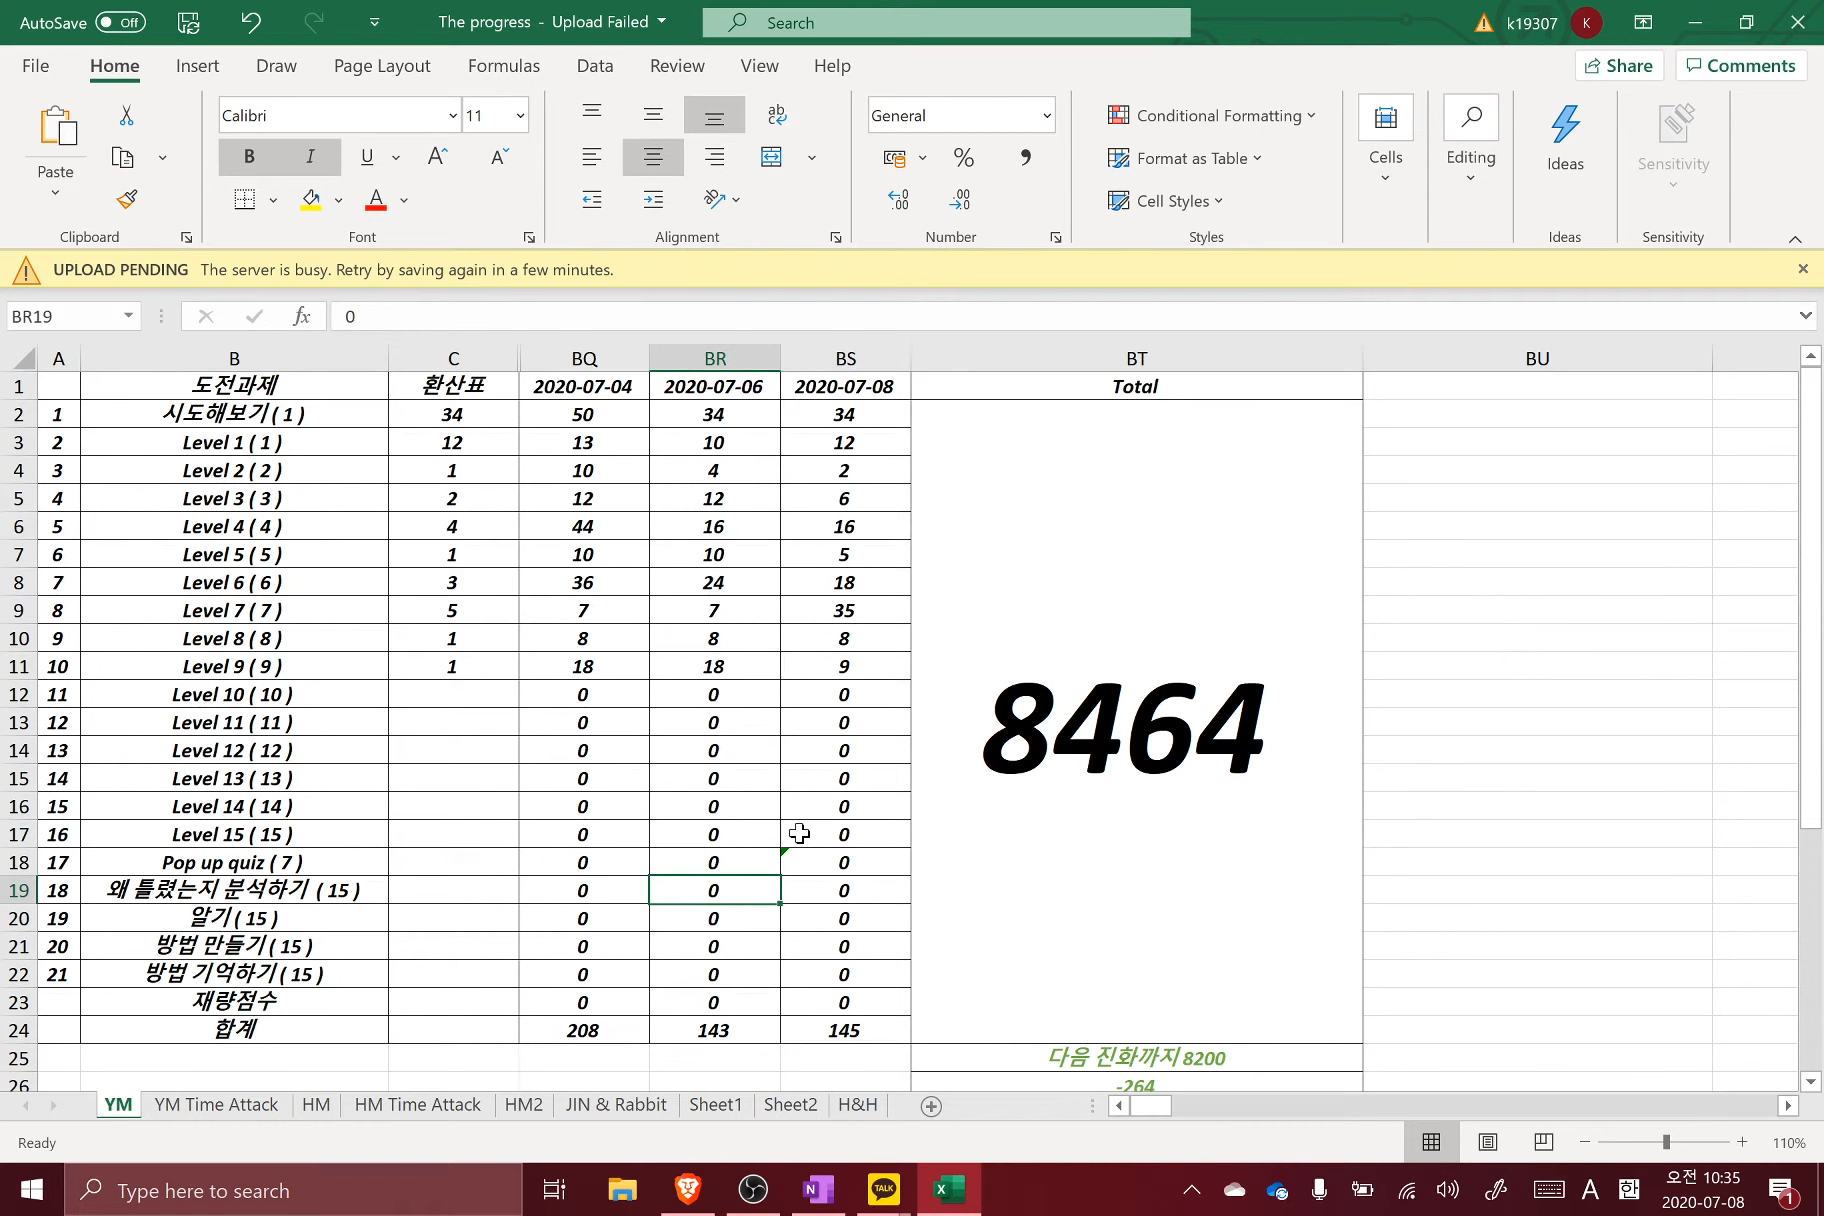 AutoSave Off The progress - Upload Failed Search k19307 K
File Home Insert Draw Page Layout Formulas Data Review View Help Share Comments
Paste Calibri 11 General Conditional Formatting Format as Table Cell Styles Cells Editing Ideas Sensitivity
Clipboard Font Alignment Number Styles Ideas Sensitivity
UPLOAD PENDING The server is busy. Retry by saving again in a few minutes.
BR19 fx 0
A B C BQ BR BS BT BU
1 도전과제 환산표 2020-07-04 2020-07-06 2020-07-08 Total
2 1 시도해보기 ( 1 ) 34 50 34 34
3 2 Level 1 ( 1 ) 12 13 10 12
4 3 Level 2 ( 2 ) 1 10 4 2
5 4 Level 3 ( 3 ) 2 12 12 6
6 5 Level 4 ( 4 ) 4 44 16 16
7 6 Level 5 ( 5 ) 1 10 10 5
8 7 Level 6 ( 6 ) 3 36 24 18
9 8 Level 7 ( 7 ) 5 7 7 35
10 9 Level 8 ( 8 ) 1 8 8 8
11 10 Level 9 ( 9 ) 1 18 18 9
12 11 Level 10 ( 10 ) 0 0 0
13 12 Level 11 ( 11 ) 0 0 0
8464
14 13 Level 12 ( 12 ) 0 0 0
15 14 Level 13 ( 13 ) 0 0 0
16 15 Level 14 ( 14 ) 0 0 0
17 16 Level 15 ( 15 ) 0 0 0
18 17 Pop up quiz ( 7 ) 0 0 0
19 18 왜 틀렸는지 분석하기 ( 15 ) 0 0 0
20 19 알기 ( 15 ) 0 0 0
21 20 방법 만들기 ( 15 ) 0 0 0
22 21 방법 기억하기 ( 15 ) 0 0 0
23 재량점수 0 0 0
24 합계 208 143 145
25 다음 진화까지 8200
26 -264
YM YM Time Attack HM HM Time Attack HM2 JIN & Rabbit Sheet1 Sheet2 H&H
Ready 110%
Type here to search N TALK X A 한 오전 10:35 1
2020-07-08